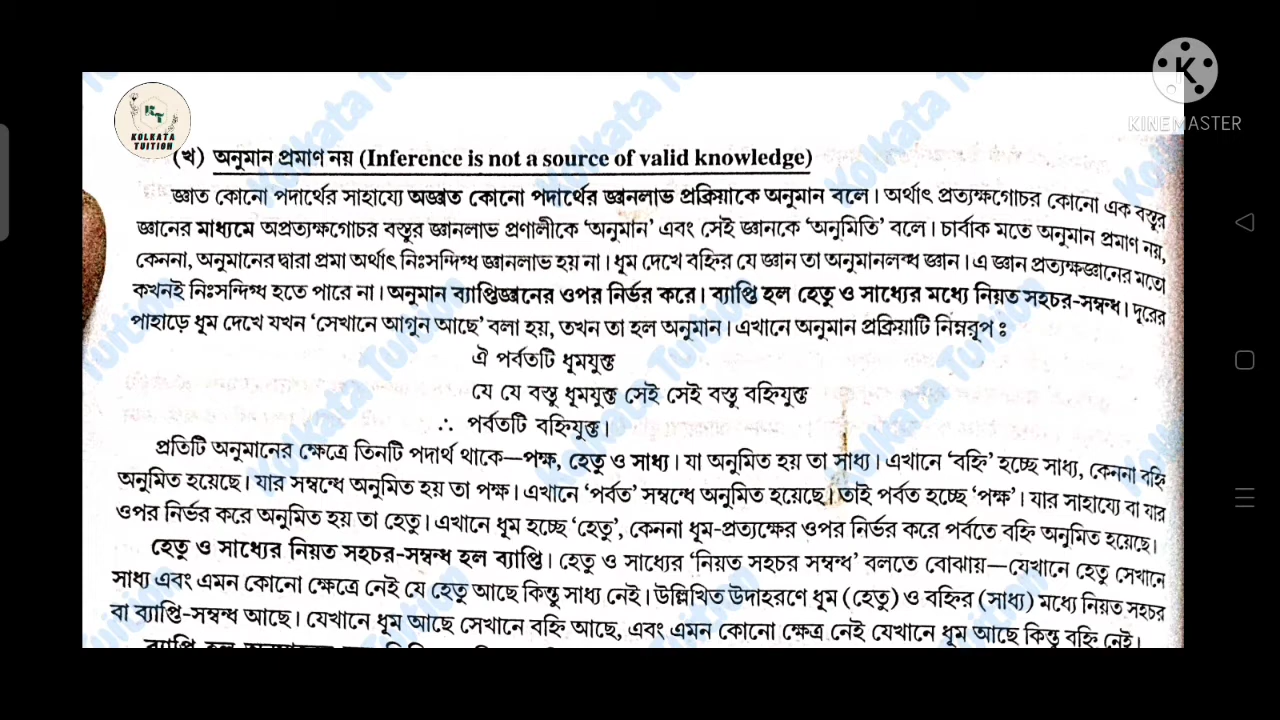 KOLKATA
TUITION
KINEMASTER
(খ) অনুমান প্রমাণ নয় (Inference is not a source of valid knowledge)
জ্ঞাত কোনো পদার্থের সাহায্যে অজ্ঞাত কোনো পদার্থের জ্ঞানলাভ প্রক্রিয়াকে অনুমান বলে। অর্থাৎ প্রত্যক্ষগোচর কোনো এক বস্তুর
জ্ঞানের মাধ্যমে অপ্রত্যক্ষগোচর বস্তুর জ্ঞানলাভ প্রণালীকে ‘অনুমান’ এবং সেই জ্ঞানকে ‘অনুমিতি’ বলে। চার্বাক মতে অনুমান প্রমাণ নয়,
কেননা, অনুমানের দ্বারা প্রমা অর্থাৎ নিঃসন্দিগ্ধ জ্ঞানলাভ হয় না। ধূম দেখে বহ্নির যে জ্ঞান তা অনুমানলব্ধ জ্ঞান। এ জ্ঞান প্রত্যক্ষজ্ঞানের মতো
কখনই নিঃসন্দিগ্ধ হতে পারে না। অনুমান ব্যাপ্তিজ্ঞানের ওপর নির্ভর করে। ব্যাপ্তি হল হেতু ও সাধ্যের মধ্যে নিয়ত সহচর-সম্বন্ধ। দূরের
পাহাড়ে ধূম দেখে যখন ‘সেখানে আগুন আছে’ বলা হয়, তখন তা হল অনুমান। এখানে অনুমান প্রক্রিয়াটি নিম্নরূপ ঃ
ঐ পর্বতটি ধূমযুক্ত
যে যে বস্তু ধূমযুক্ত সেই সেই বস্তু বহ্নিযুক্ত
∴ পর্বতটি বহ্নিযুক্ত।
প্রতিটি অনুমানের ক্ষেত্রে তিনটি পদার্থ থাকে—পক্ষ, হেতু ও সাধ্য। যা অনুমিত হয় তা সাধ্য। এখানে ‘বহ্নি’ হচ্ছে সাধ্য, কেননা বহ্নি
অনুমিত হয়েছে। যার সম্বন্ধে অনুমিত হয় তা পক্ষ। এখানে ‘পর্বত’ সম্বন্ধে অনুমিত হয়েছে। তাই পর্বত হচ্ছে ‘পক্ষ’। যার সাহায্যে বা যার
ওপর নির্ভর করে অনুমিত হয় তা হেতু। এখানে ধূম হচ্ছে ‘হেতু’, কেননা ধূম-প্রত্যক্ষের ওপর নির্ভর করে পর্বতে বহ্নি অনুমিত হয়েছে।
হেতু ও সাধ্যের নিয়ত সহচর-সম্বন্ধ হল ব্যাপ্তি। হেতু ও সাধ্যের ‘নিয়ত সহচর সম্বন্ধ’ বলতে বোঝায়—যেখানে হেতু সেখানে
সাধ্য এবং এমন কোনো ক্ষেত্রে নেই যে হেতু আছে কিন্তু সাধ্য নেই। উল্লিখিত উদাহরণে ধূম (হেতু) ও বহ্নির (সাধ্য) মধ্যে নিয়ত সহচর
বা ব্যাপ্তি-সম্বন্ধ আছে। যেখানে ধূম আছে সেখানে বহ্নি আছে, এবং এমন কোনো ক্ষেত্র নেই যেখানে ধূম আছে কিন্তু বহ্নি নেই।
ব্যাপ্তি হল